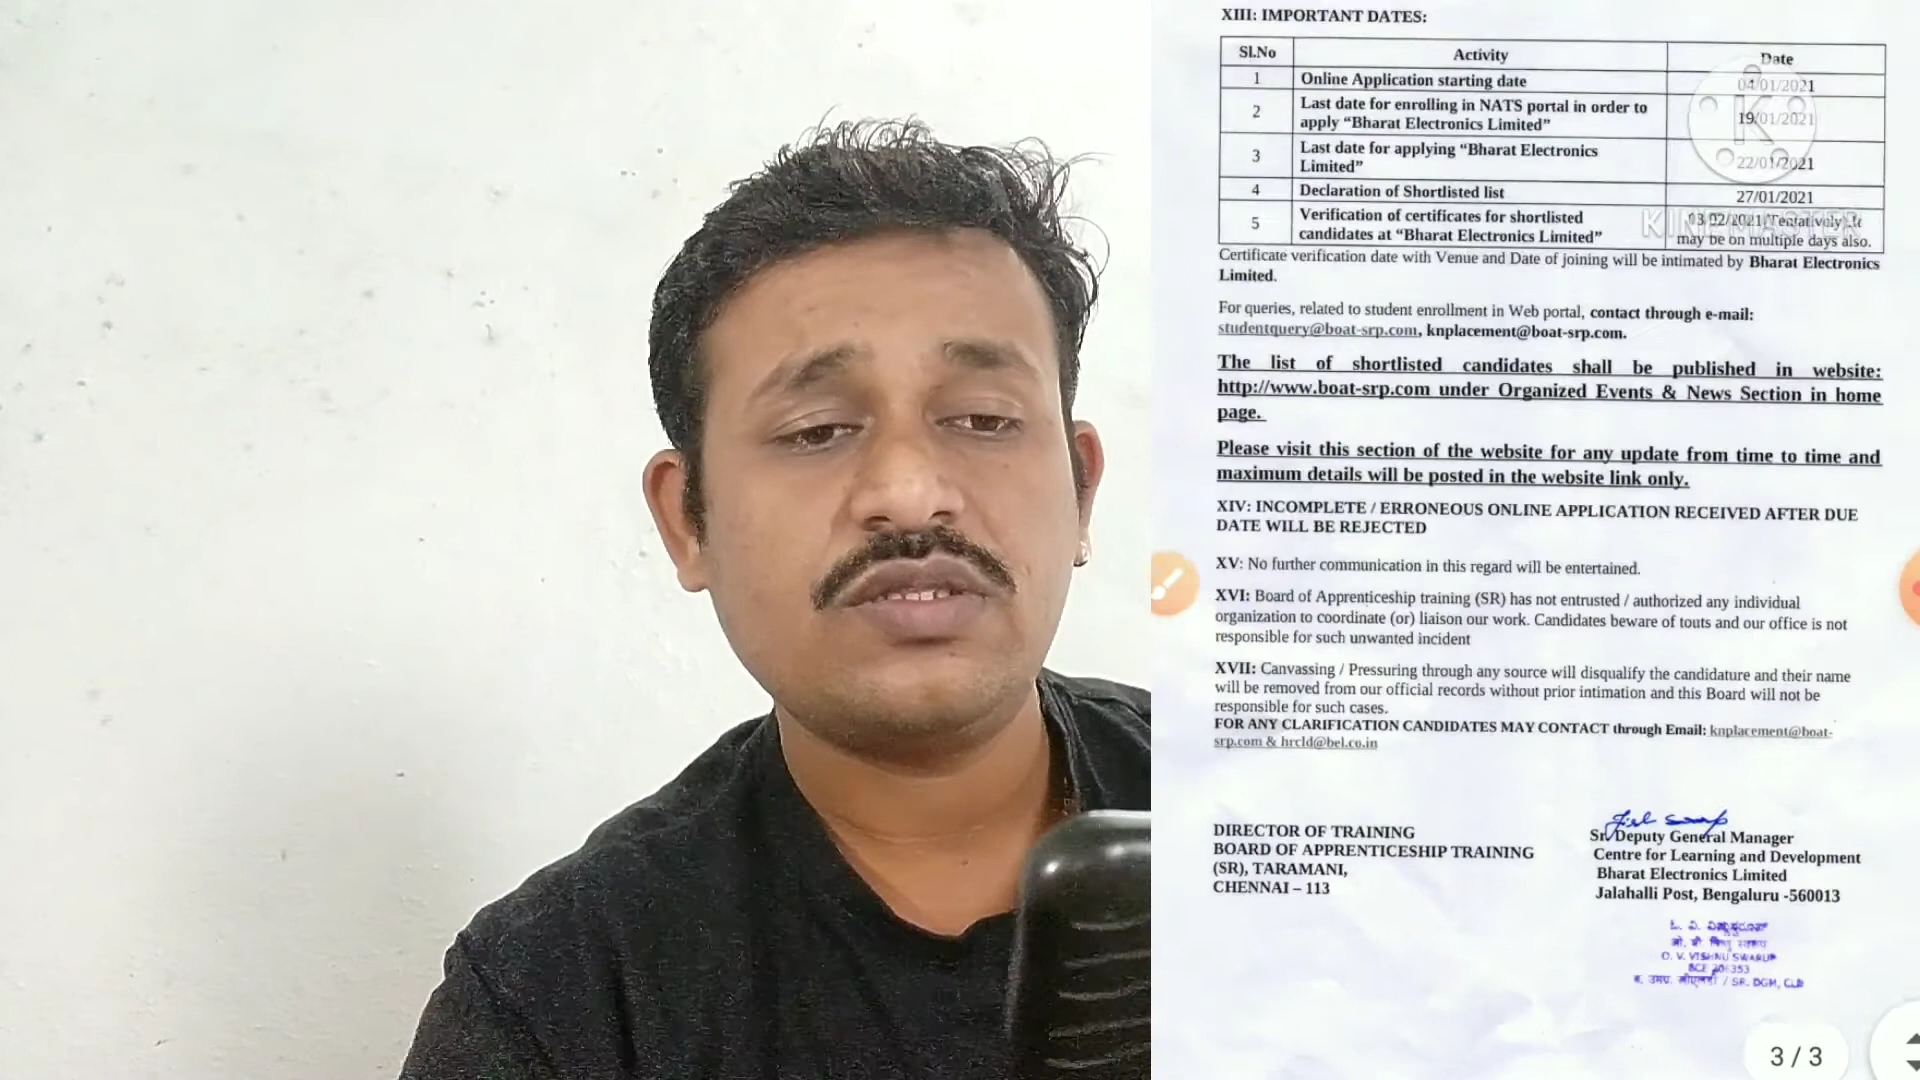 XIII: IMPORTANT DATES:
Sl.No Activity Date
1 Online Application starting date 04/01/2021
2 Last date for enrolling in NATS portal in order to apply “Bharat Electronics Limited” 19/01/2021
3 Last date for applying “Bharat Electronics Limited” 22/01/2021
4 Declaration of Shortlisted list 27/01/2021
5 Verification of certificates for shortlisted candidates at “Bharat Electronics Limited” 03/02/2021 Tentatively It may be on multiple days also.
KINEMASTER
Certificate verification date with Venue and Date of joining will be intimated by Bharat Electronics
Limited.
For queries, related to student enrollment in Web portal, contact through e-mail:
studentquery@boat-srp.com, knplacement@boat-srp.com.
The list of shortlisted candidates shall be published in website:
http://www.boat-srp.com under Organized Events & News Section in home
page.
Please visit this section of the website for any update from time to time and
maximum details will be posted in the website link only.
XIV: INCOMPLETE / ERRONEOUS ONLINE APPLICATION RECEIVED AFTER DUE
DATE WILL BE REJECTED
XV: No further communication in this regard will be entertained.
XVI: Board of Apprenticeship training (SR) has not entrusted / authorized any individual
organization to coordinate (or) liaison our work. Candidates beware of touts and our office is not
responsible for such unwanted incident
XVII: Canvassing / Pressuring through any source will disqualify the candidature and their name
will be removed from our official records without prior intimation and this Board will not be
responsible for such cases.
FOR ANY CLARIFICATION CANDIDATES MAY CONTACT through Email: knplacement@boat-
srp.com & hrcld@bel.co.in
DIRECTOR OF TRAINING
BOARD OF APPRENTICESHIP TRAINING
(SR), TARAMANI,
CHENNAI – 113
Sr. Deputy General Manager
Centre for Learning and Development
Bharat Electronics Limited
Jalahalli Post, Bengaluru -560013
O. V. VISHNU SWARUP
/ SR. DGM, CLD
3 / 3